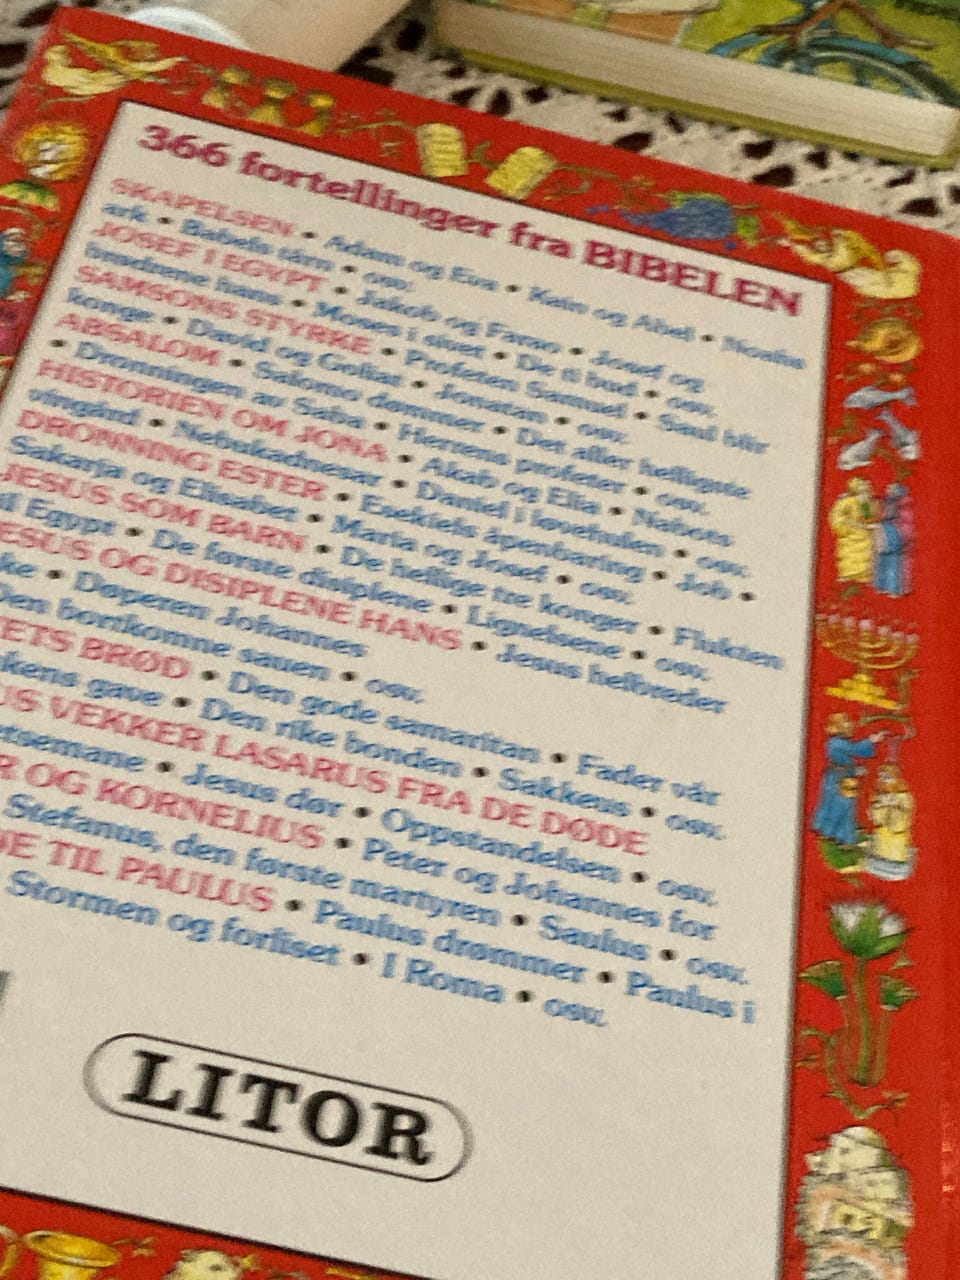 366 fortellinger fra BIBELEN
SKAPELSEN • Adam og Eva • Kain og Abel • Noahs
ark • Babels tårn • osv.
JOSEF I EGYPT • Jakob og Farao • Josef og
brødrene hans • Moses i sivet • De ti bud • osv.
SAMSONS STYRKE • Profeten Samuel • Saul blir
konge • David og Goliat • Jonatan • osv.
ABSALOM • Salomo dømmer • Det aller helligste
• Dronningen av Saba • Herrens profeter • osv.
HISTORIEN OM JONA • Akab og Elia • Nabots
vingård • Nebukadnesar • Daniel i løvehulen • osv.
DRONNING ESTER • Esekiels åpenbaring • Job •
Sakarja og Elisabet • Maria og Josef • osv.
JESUS SOM BARN • De hellige tre konger • Flukten
il Egypt • De første disiplene • Lignelsene • osv.
ESUS OG DISIPLENE HANS • Jesus helbreder
ke • Døperen Johannes
Den bortkomne sauen • osv.
ETS BRØD • Den gode samaritan • Fader vår
kens gave • Den rike bonden • Sakkeus • osv.
US VEKKER LASARUS FRA DE DØDE
etsemane • Jesus dør • Oppstandelsen • osv.
R OG KORNELIUS • Peter og Johannes for
Stefanus, den første martyren • Saulus • osv.
DE TIL PAULUS • Paulus drømmer • Paulus i
Stormen og forliset • I Roma • osv.
LITOR